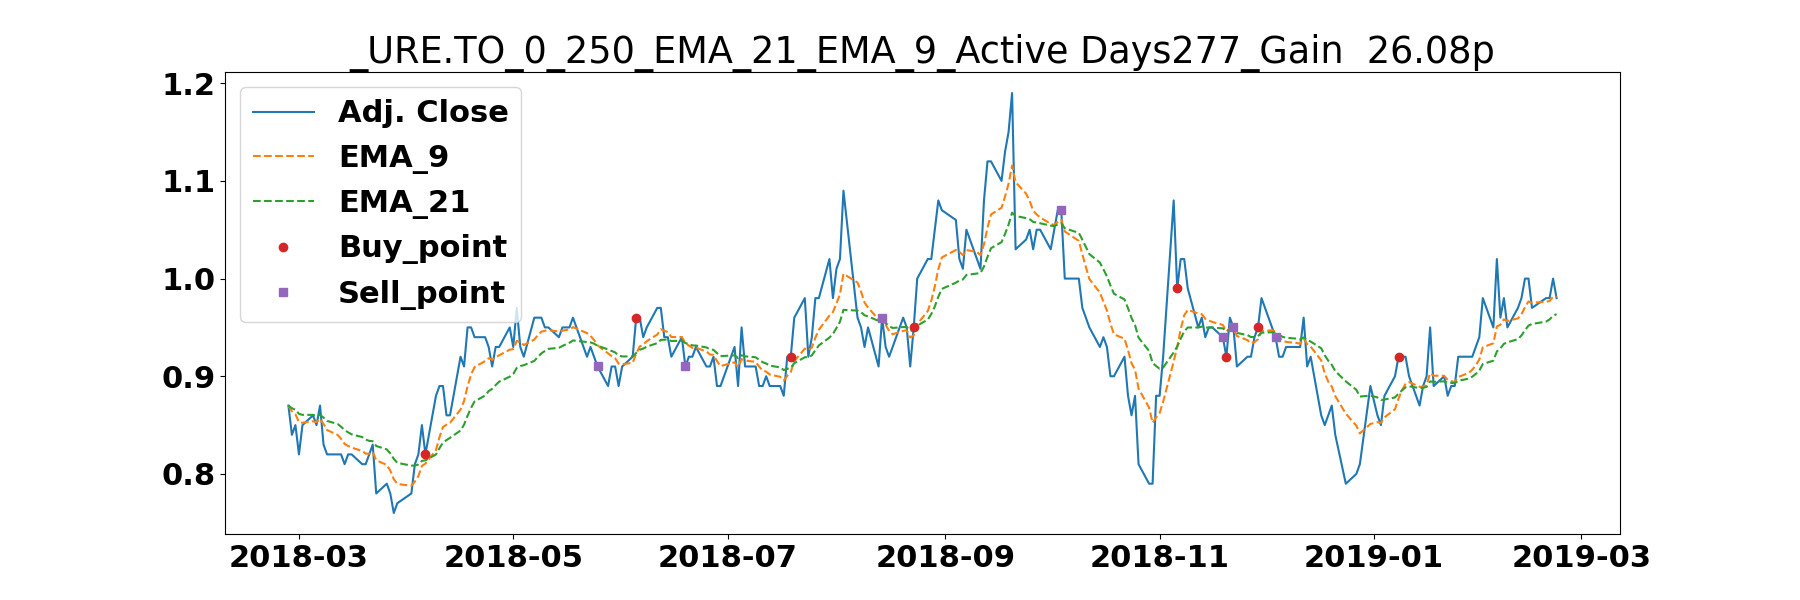 _URE.TO_0_250_EMA_21_EMA_9_Active Days277_Gain  26.08p
1.2
1.1
1.0
0.9
0.8
Adj. Close
EMA_9
EMA_21
Buy_point
Sell_point
2018-03 2018-05 2018-07 2018-09 2018-11 2019-01 2019-03